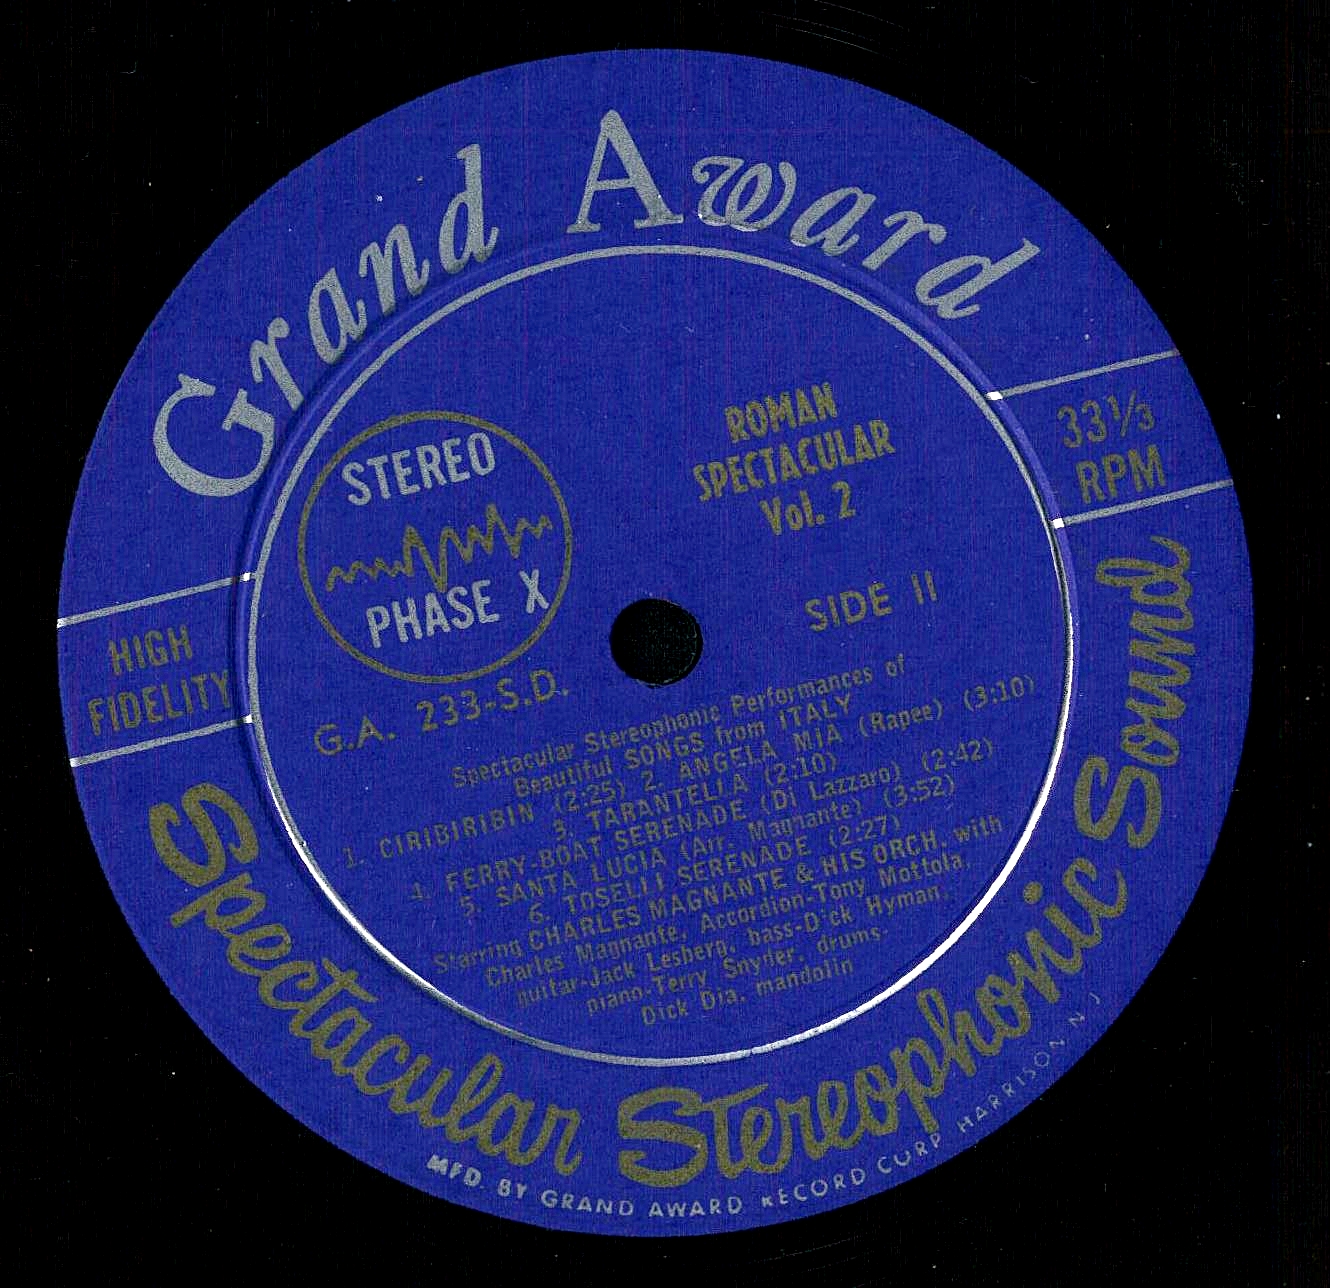 Grand Award
33⅓
RPM
ROMAN
SPECTACULAR
Vol. 2
STEREO
PHASE X
SIDE II
HIGH
FIDELITY
G.A. 233-S.D.
Spectacular Stereophonic Performances of
Beautiful SONGS from ITALY
1. CIRIBIRIBIN (2:25) 2. ANGELA MIA (Rapee) (3:10)
3. TARANTELLA (2:10)
4. FERRY-BOAT SERENADE (Di Lazzaro) (2:42)
5. SANTA LUCIA (Arr. Magnante) (3:52)
6. TOSELLI SERENADE (2:27)
Starring CHARLES MAGNANTE & HIS ORCH. with
Charles Magnante, Accordion-Tony Mottola,
guitar-Jack Lesberg, bass-Dick Hyman,
piano-Terry Snyder, drums-
Dick Dia, mandolin
Spectacular Stereophonic Sound
MFD. BY GRAND AWARD RECORD CORP HARRISON N J